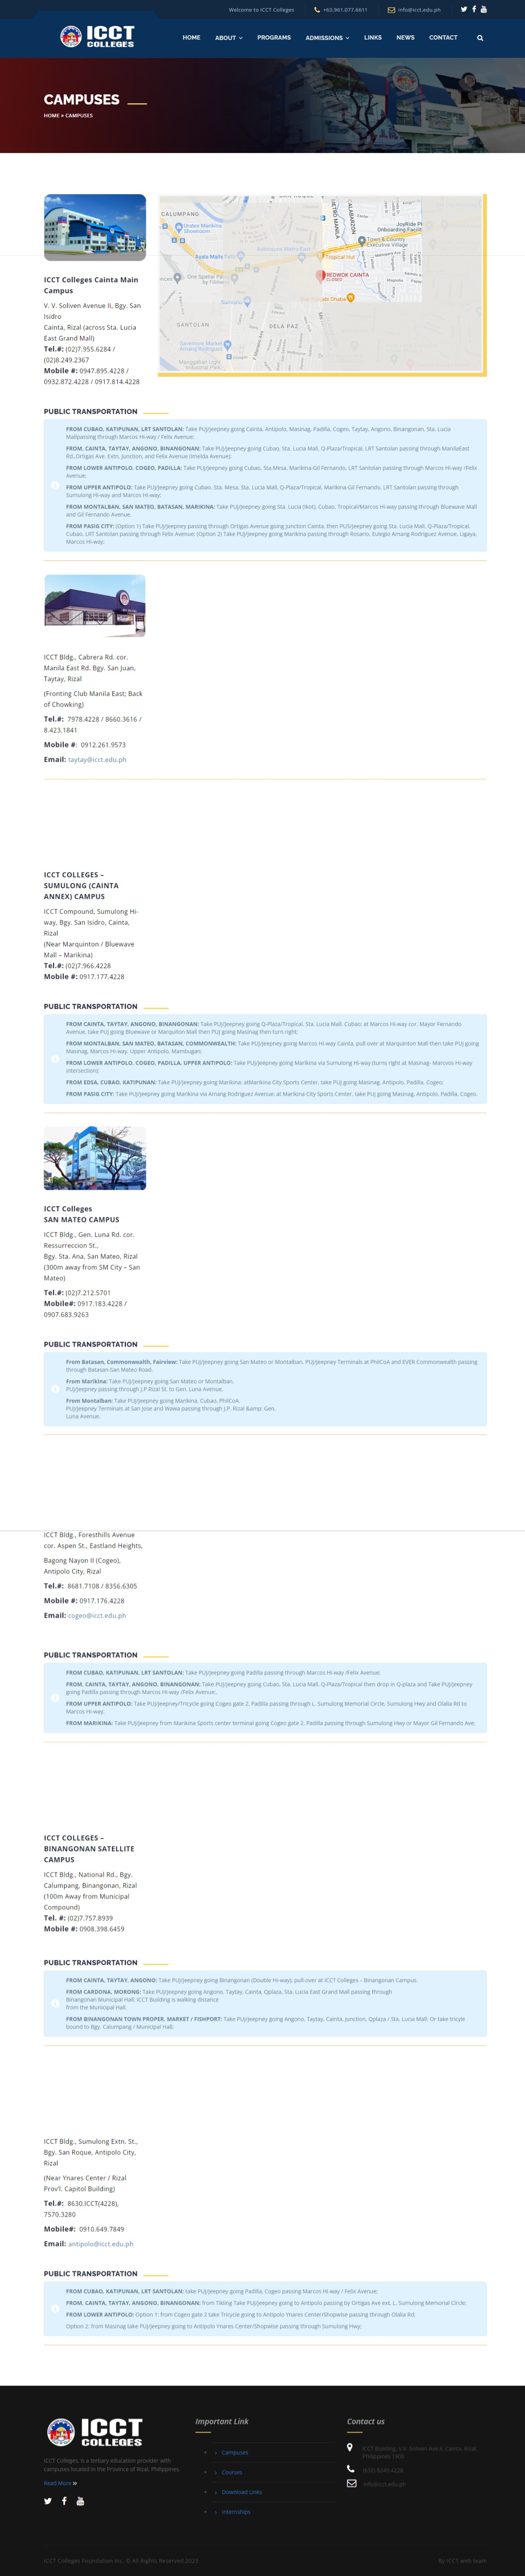 Welcome to ICCT Colleges
+63.961.077.6611
info@icct.edu.ph
ICCT
COLLEGES
HOME
ABOUT
PROGRAMS
ADMISSIONS
LINKS
NEWS
CONTACT
CAMPUSES
HOME » CAMPUSES
ICCT Colleges Cainta Main
Campus
V. V. Soliven Avenue II, Bgy. San
Isidro
Cainta, Rizal (across Sta. Lucia
East Grand Mall)
Tel.#: (02)7.955.6284 /
(02)8.249.2367
Mobile #: 0947.895.4228 /
0932.872.4228 / 0917.814.4228
CALUMPANG
Uratex Marikina
Showroom
Ayala Malls Feliz
Robinsons Metro East
JoyRide Pi
Onboarding Facilit
Town & Country
Executive Village
Tropical Hut
REDWOK CAINTA
CLOSED
SANTOLAN
DELA PAZ
PUBLIC TRANSPORTATION
FROM CUBAO, KATIPUNAN, LRT SANTOLAN: Take PUJ/Jeepney going Cainta, Antipolo, Masinag, Padilla, Cogeo, Taytay, Angono, Binangonan, Sta. Lucia
Mallpassing through Marcos Hi-way / Felix Avenue;
FROM, CAINTA, TAYTAY, ANGONO, BINANGONAN: Take PUJ/Jeepney going Cubao, Sta. Lucia Mall, Q-Plaza/Tropical, LRT Santolan passing through ManilaEast
Rd.,Ortigas Ave. Extn, Junction, and Felix Avenue (Imelda Avenue);
FROM LOWER ANTIPOLO, COGEO, PADILLA: Take PUJ/Jeepney going Cubao, Sta.Mesa, Marikina-Gil Fernando, LRT Santolan passing through Marcos Hi-way /Felix
Avenue;
FROM UPPER ANTIPOLO: Take PUJ/Jeepney going Cubao, Sta. Mesa, Sta. Lucia Mall, Q-Plaza/Tropical, Marikina-Gil Fernando, LRT Santolan passing through
Sumulong Hi-way and Marcos Hi-way;
FROM MONTALBAN, SAN MATEO, BATASAN, MARIKINA: Take PUJ/Jeepney going Sta. Lucia (Ikot), Cubao, Tropical/Marcos Hi-way passing through Bluewave Mall
and Gil Fernando Avenue.
FROM PASIG CITY: (Option 1) Take PUJ/Jeepney passing through Ortigas Avenue going Junction Cainta, then PUS/Jeepney going Sta. Lucia Mall, Q-Plaza/Tropical,
Cubao, LRT Santolan passing through Felix Avenue; (Option 2) Take PUJ/Jeepney going Marikina passing through Rosario, Eulogio Amang Rodriguez Avenue, Ligaya,
Marcos Hi-way;
ICCT Bldg., Cabrera Rd. cor.
Manila East Rd. Bgy. San Juan,
Taytay, Rizal
(Fronting Club Manila East; Back
of Chowking)
Tel.#: 7978.4228 / 8660.3616 /
8.423.1841
Mobile #: 0912.261.9573
Email: taytay@icct.edu.ph
ICCT COLLEGES –
SUMULONG (CAINTA
ANNEX) CAMPUS
ICCT Compound, Sumulong Hi-
way, Bgy. San Isidro, Cainta,
Rizal
(Near Marquinton / Bluewave
Mall – Marikina)
Tel.#: (02)7.966.4228
Mobile #: 0917.177.4228
PUBLIC TRANSPORTATION
FROM CAINTA, TAYTAY, ANGONO, BINANGONAN: Take PUJ/Jeepney going Q-Plaza/Tropical, Sta. Lucia Mall, Cubao; at Marcos Hi-way cor. Mayor Fernando
Avenue, take PUJ going Bluewave or Marquiton Mall then PUJ going Masinag then turn right;
FROM MONTALBAN, SAN MATEO, BATASAN, COMMONWEALTH: Take PUJ/Jeepney going Marcos Hi-way Cainta, pull over at Marquinton Mall then take PUJ going
Masinag, Marcos Hi-way, Upper Antipolo, Mambugan;
FROM LOWER ANTIPOLO, COGEO, PADILLA, UPPER ANTIPOLO: Take PUJ/Jeepney going Marikina via Sumulong Hi-way (turns right at Masinag- Marcvos Hi-way
intersection);
FROM EDSA, CUBAO, KATIPUNAN: Take PUJ/Jeepney going Marikina; atMarikina City Sports Center, take PUJ going Masinag, Antipolo, Padilla, Cogeo;
FROM PASIG CITY: Take PUJ/Jeepney going Marikina via Amang Rodriguez Avenue; at Marikina City Sports Center, take PUJ going Masinag, Antipolo, Padilla, Cogeo.
ICCT Colleges
SAN MATEO CAMPUS
ICCT Bldg., Gen. Luna Rd. cor.
Ressurreccion St.,
Bgy. Sta. Ana, San Mateo, Rizal
(300m away from SM City – San
Mateo)
Tel.#: (02)7.212.5701
Mobile#: 0917.183.4228 /
0907.683.9263
PUBLIC TRANSPORTATION
From Batasan, Commonwealth, Fairview: Take PUJ/Jeepney going San Mateo or Montalban, PUJ/Jeepney Terminals at PhilCoA and EVER Commonwealth passing
through Batasan-San Mateo Road.
From Marikina: Take PUJ/Jeepney going San Mateo or Montalban,
PUJ/Jeepney passing through J.P.Rizal St. to Gen. Luna Avenue.
From Montalban: Take PUJ/Jeepney going Marikina, Cubao, PhilCoA,
PUJ/Jeepney Terminals at San Jose and Wawa passing through J.P. Rizal &amp; Gen.
Luna Avenue.
ICCT Bldg., Foresthills Avenue
cor. Aspen St., Eastland Heights,
Bagong Nayon II (Cogeo),
Antipolo City, Rizal
Tel.#: 8681.7108 / 8356.6305
Mobile #: 0917.176.4228
Email: cogeo@icct.edu.ph
PUBLIC TRANSPORTATION
FROM CUBAO, KATIPUNAN, LRT SANTOLAN: Take PUJ/Jeepney going Padilla passing through Marcos Hi-way /Felix Avenue;
FROM, CAINTA, TAYTAY, ANGONO, BINANGONAN: Take PUJ/Jeepney going Cubao, Sta. Lucia Mall, Q-Plaza/Tropical then drop in Q-plaza and Take PUJ/Jeepney
going Padilla passing through Marcos Hi-way /Felix Avenue;.
FROM UPPER ANTIPOLO: Take PUJ/Jeepney/Tricycle going Cogeo gate 2, Padilla passing through L. Sumulong Memorial Circle, Sumulong Hwy and Olalia Rd to
Marcos Hi-way;
FROM MARIKINA: Take PUJ/Jeepney from Marikina Sports center terminal going Cogeo gate 2, Padilla passing through Sumulong Hwy or Mayor Gil Fernando Ave;
ICCT COLLEGES –
BINANGONAN SATELLITE
CAMPUS
ICCT Bldg., National Rd., Bgy.
Calumpang, Binangonan, Rizal
(100m Away from Municipal
Compound)
Tel. #: (02)7.757.8939
Mobile #: 0908.398.6459
PUBLIC TRANSPORTATION
FROM CAINTA, TAYTAY, ANGONO: Take PUJ/Jeepney going Binangonan (Double Hi-way); pull-over at ICCT Colleges – Binangonan Campus.
FROM CARDONA, MORONG: Take PUJ/Jeepney going Angono, Taytay, Cainta, Qplaza, Sta. Lucia East Grand Mall passing through
Binangonan Municipal Hall; ICCT Building is walking distance
from the Municipal Hall.
FROM BINANGONAN TOWN PROPER, MARKET / FISHPORT: Take PUJ/Jeepney going Angono, Taytay, Cainta, Junction, Qplaza / Sta. Lucia Mall; Or take tricyle
bound to Bgy. Calumpang / Municipal Hall;
ICCT Bldg., Sumulong Extn. St.,
Bgy. San Roque, Antipolo City,
Rizal
(Near Ynares Center / Rizal
Prov'l. Capitol Building)
Tel.#: 8630.ICCT(4228),
7570.3280
Mobile#: 0910.649.7849
Email: antipolo@icct.edu.ph
PUBLIC TRANSPORTATION
FROM CUBAO, KATIPUNAN, LRT SANTOLAN: take PUJ/Jeepney going Padilla, Cogeo passing Marcos Hi-way / Felix Avenue;
FROM, CAINTA, TAYTAY, ANGONO, BINANGONAN: from Tikling Take PUJ/Jeepney going to Antipolo passing by Ortigas Ave ext, L. Sumulong Memorial Circle;
FROM LOWER ANTIPOLO: Option 1: from Cogeo gate 2 take Tricycle going to Antipolo Ynares Center/Shopwise passing through Olalia Rd;
Option 2: from Masinag take PUJ/Jeepney going to Antipolo Ynares Center/Shopwise passing through Sumulong Hwy;
ICCT
COLLEGES
ICCT Colleges, is a tertiary education provider with
campuses located in the Province of Rizal, Philippines.
Read More
Important Link
Campuses
Courses
Download Links
Internships
Contact us
ICCT Building, V.V. Soliven Ave II, Cainta, Rizal,
Philippines 1900
(632) 8249.4228
info@icct.edu.ph
ICCT Colleges Foundation Inc. © All Rights Reserved.2023
By ICCT web team